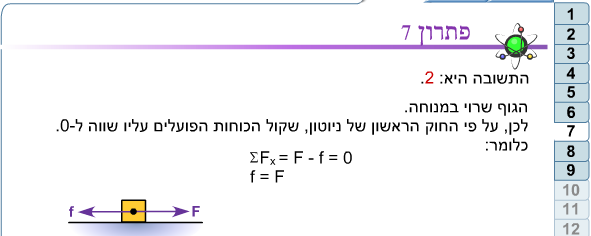 פתרון 7
התשובה היא: 2.
הגוף שרוי במנוחה.
לכן, על פי החוק הראשון של ניוטון, שקול הכוחות הפועלים עליו שווה ל-0.
כלומר:
ΣFₓ = F - f = 0
f = F
f F
1
2
3
4
5
6
7
8
9
10
11
12